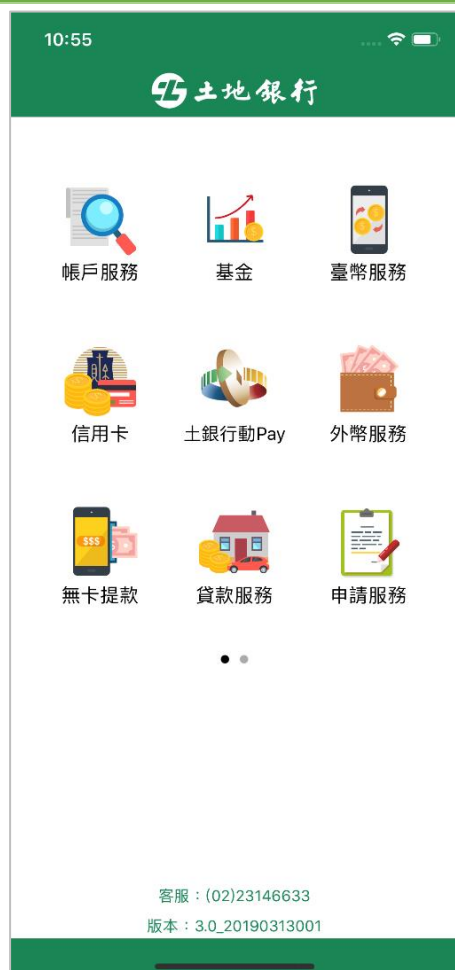 10:55
土地銀行
帳戶服務 基金 臺幣服務
信用卡 土銀行動Pay 外幣服務
$$$
無卡提款 貸款服務 申請服務
客服：(02)23146633
版本：3.0_20190313001